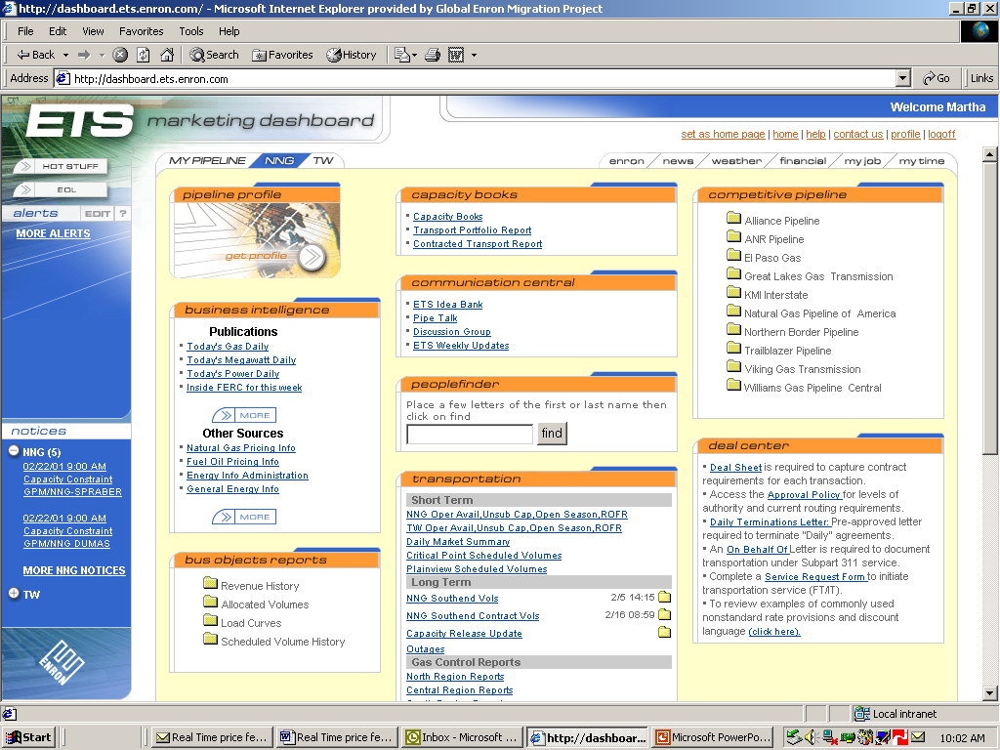 http://dashboard.ets.enron.com/ - Microsoft Internet Explorer provided by Global Enron Migration Project
File Edit View Favorites Tools Help
Back Search Favorites History
Address http://dashboard.ets.enron.com Go Links
ETS marketing dashboard
Welcome Martha
set as home page | home | help | contact us | profile | logoff
HOT STUFF
EOL
alerts EDIT ?
MORE ALERTS
notices
NNG (5)
02/22/01 9:00 AM
Capacity Constraint
GPM/NNG-SPRABER
02/22/01 9:00 AM
Capacity Constraint
GPM/NNG DUMAS
MORE NNG NOTICES
TW
ENRON
MY PIPELINE NNG TW
enron news weather financial my job my time
pipeline profile
get profile
business intelligence
Publications
Today's Gas Daily
Today's Megawatt Daily
Today's Power Daily
Inside FERC for this week
MORE
Other Sources
Natural Gas Pricing Info
Fuel Oil Pricing Info
Energy Info Administration
General Energy Info
MORE
bus objects reports
Revenue History
Allocated Volumes
Load Curves
Scheduled Volume History
capacity books
Capacity Books
Transport Portfolio Report
Contracted Transport Report
communication central
ETS Idea Bank
Pipe Talk
Discussion Group
ETS Weekly Updates
peoplefinder
Place a few letters of the first or last name then
click on find
find
transportation
Short Term
NNG Oper Avail,Unsub Cap,Open Season,ROFR
TW Oper Avail,Unsub Cap,Open Season,ROFR
Daily Market Summary
Critical Point Scheduled Volumes
Plainview Scheduled Volumes
Long Term
NNG Southend Vols 2/5 14:15
NNG Southend Contract Vols 2/16 08:59
Capacity Release Update
Outages
Gas Control Reports
North Region Reports
Central Region Reports
competitive pipeline
Alliance Pipeline
ANR Pipeline
El Paso Gas
Great Lakes Gas Transmission
KMI Interstate
Natural Gas Pipeline of America
Northern Border Pipeline
Trailblazer Pipeline
Viking Gas Transmission
Williams Gas Pipeline Central
deal center
▪ Deal Sheet is required to capture contract
requirements for each transaction.
▪ Access the Approval Policy for levels of
authority and current routing requirements.
▪ Daily Terminations Letter: Pre-approved letter
required to terminate "Daily" agreements.
▪ An On Behalf Of Letter is required to document
transportation under Subpart 311 service.
▪ Complete a Service Request Form to initiate
transportation service (FT/IT).
▪ To review examples of commonly used
nonstandard rate provisions and discount
language (click here).
Local intranet
Start Real Time price fe... Real Time price fe... Inbox - Microsoft ... http://dashboar... Microsoft PowerPo... 10:02 AM